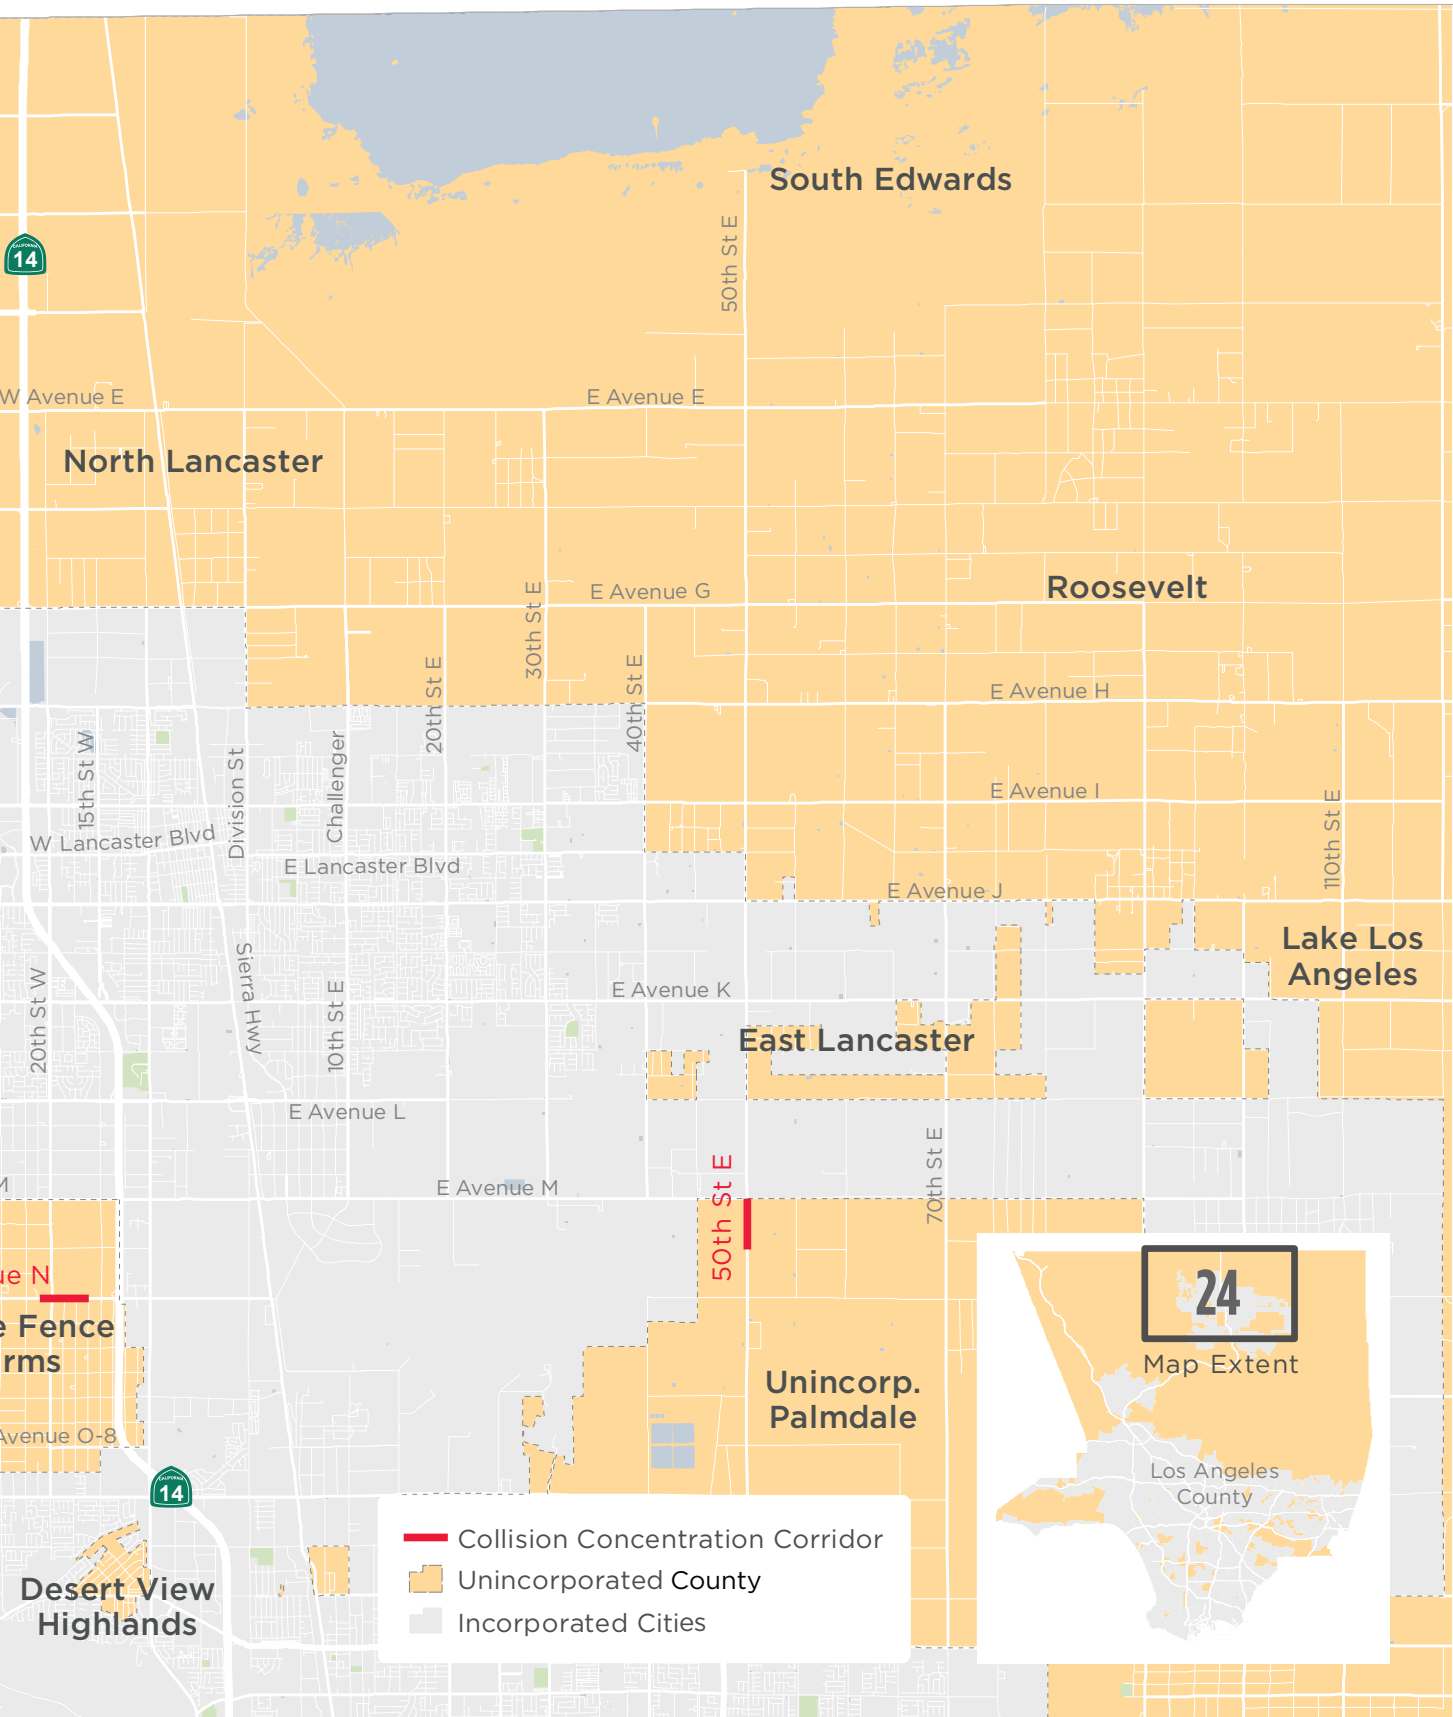 South Edwards
50th St E
CALIFORNIA
14
W Avenue E
E Avenue E
North Lancaster
E Avenue G
Roosevelt
30th St E
20th St E
40th St E
E Avenue H
15th St W
Division St
Challenger
E Avenue I
110th St E
W Lancaster Blvd
E Lancaster Blvd
E Avenue J
Lake Los
Angeles
Sierra Hwy
20th St W
10th St E
E Avenue K
East Lancaster
E Avenue L
70th St E
50th St E
M
E Avenue M
ue N
e Fence
rms
24
Map Extent
Unincorp.
Palmdale
Avenue O-8
Los Angeles
County
CALIFORNIA
14
Collision Concentration Corridor
Unincorporated County
Incorporated Cities
Desert View
Highlands